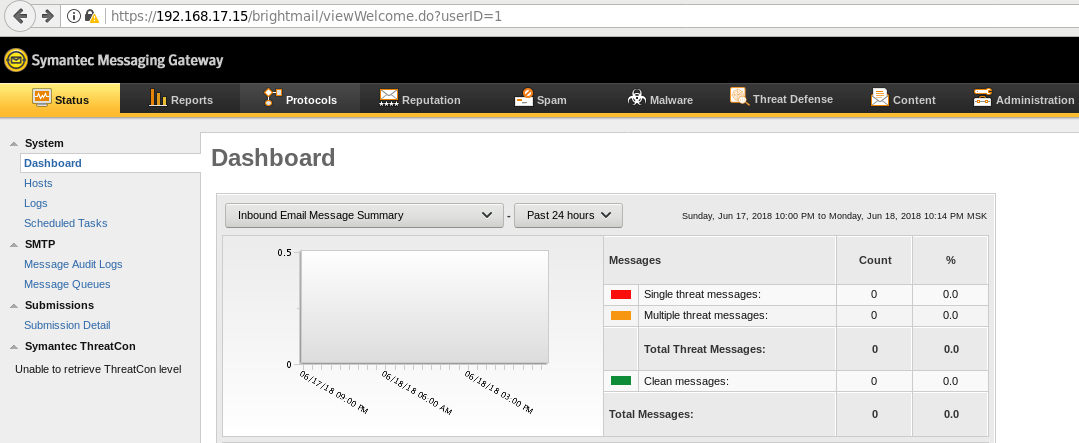 https://192.168.17.15/brightmail/viewWelcome.do?userID=1
Symantec Messaging Gateway
Status Reports Protocols Reputation Spam Malware Threat Defense Content Administration
System
Dashboard
Hosts
Logs
Scheduled Tasks
SMTP
Message Audit Logs
Message Queues
Submissions
Submission Detail
Symantec ThreatCon
Unable to retrieve ThreatCon level
Dashboard
Inbound Email Message Summary - Past 24 hours Sunday, Jun 17, 2018 10:00 PM to Monday, Jun 18, 2018 10:14 PM MSK
0.5
0
06/17/18 09:00 PM 06/18/18 06:00 AM 06/18/18 03:00 PM
Messages Count %
Single threat messages: 0 0.0
Multiple threat messages: 0 0.0
Total Threat Messages: 0 0.0
Clean messages: 0 0.0
Total Messages: 0 0.0